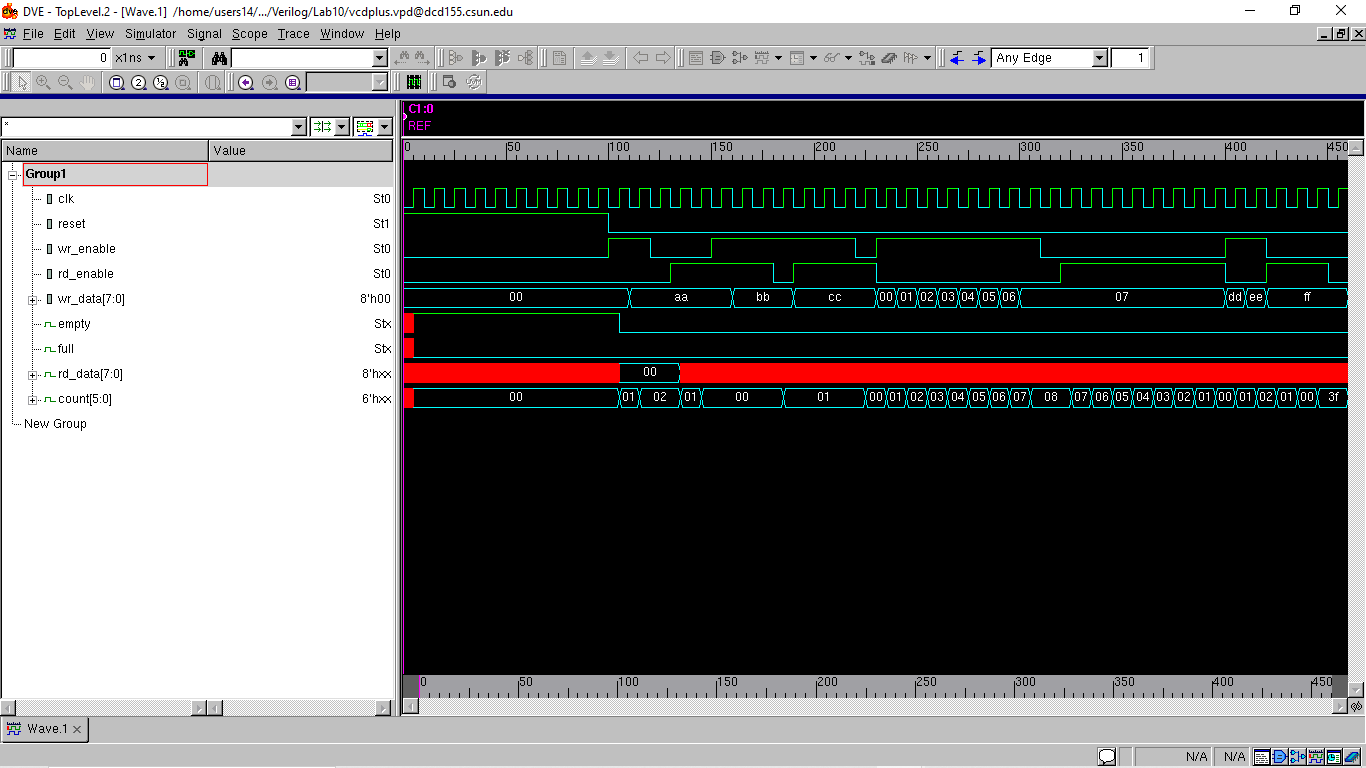 DVE - TopLevel.2 - [Wave.1]  /home/users14/.../Verilog/Lab10/vcdplus.vpd@dcd155.csun.edu
File Edit View Simulator Signal Scope Trace Window Help
0 x1ns Any Edge 1
C1:0
REF
*
Name Value
0 50 100 150 200 250 300 350 400 450
Group1
clk St0
reset St1
wr_enable St0
rd_enable St0
wr_data[7:0] 8'h00 00 aa bb cc 00 01 02 03 04 05 06 07 dd ee ff
empty Stx
full Stx
rd_data[7:0] 8'hxx 00
count[5:0] 6'hxx 00 01 02 01 00 01 00 01 02 03 04 05 06 07 08 07 06 05 04 03 02 01 00 01 02 01 00 3f
New Group
0 50 100 150 200 250 300 350 400 450
Wave.1
N/A N/A